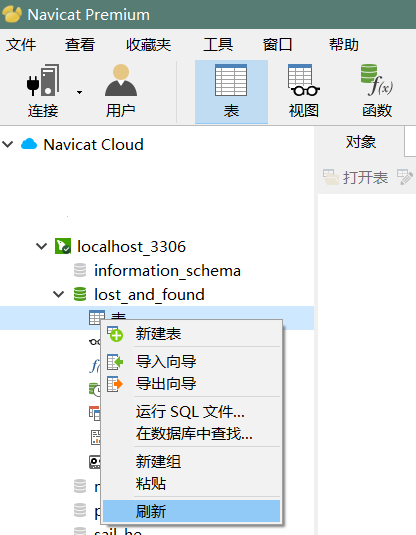 Navicat Premium
文件 查看 收藏夹 工具 窗口 帮助
连接 用户 表 视图 f(x) 函数
Navicat Cloud
对象
打开表
localhost_3306
information_schema
lost_and_found
表
新建表
导入向导
导出向导
运行 SQL 文件...
在数据库中查找...
新建组
粘贴
刷新